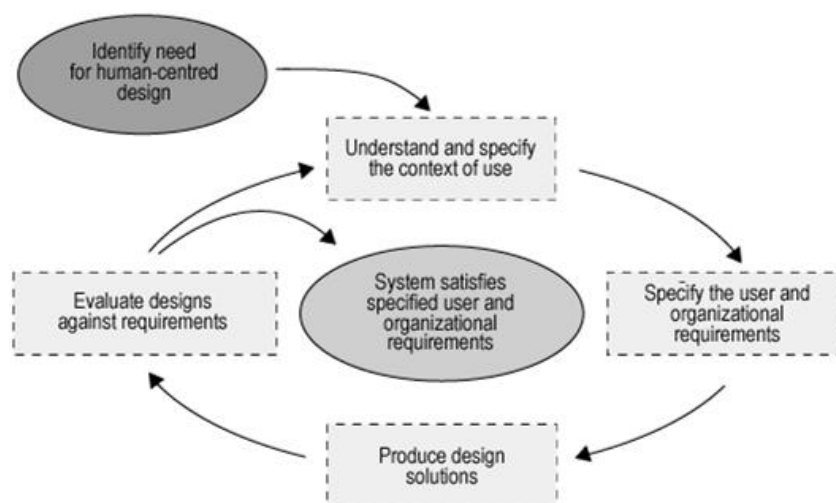 Identify need
for human-centred
design
Understand and specify
the context of use
Evaluate designs
against requirements
System satisfies
specified user and
organizational
requirements
Specify the user and
organizational
requirements
Produce design
solutions